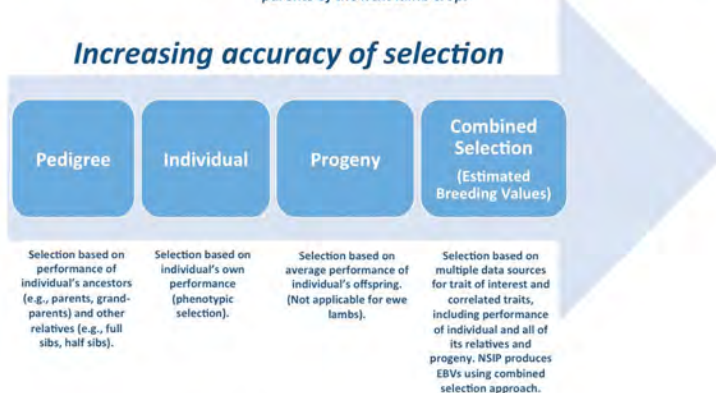 Increasing accuracy of selection
Pedigree
Individual
Progeny
Combined
Selection
(Estimated
Breeding Values)
Selection based on
performance of
individual's ancestors
(e.g., parents, grand-
parents) and other
relatives (e.g., full
sibs, half sibs).
Selection based on
individual's own
performance
(phenotypic
selection).
Selection based on
average performance of
individual's offspring.
(Not applicable for ewe
lambs).
Selection based on
multiple data sources
for trait of interest and
correlated traits,
including performance
of individual and all of
its relatives and
progeny. NSIP produces
EBVs using combined
selection approach.